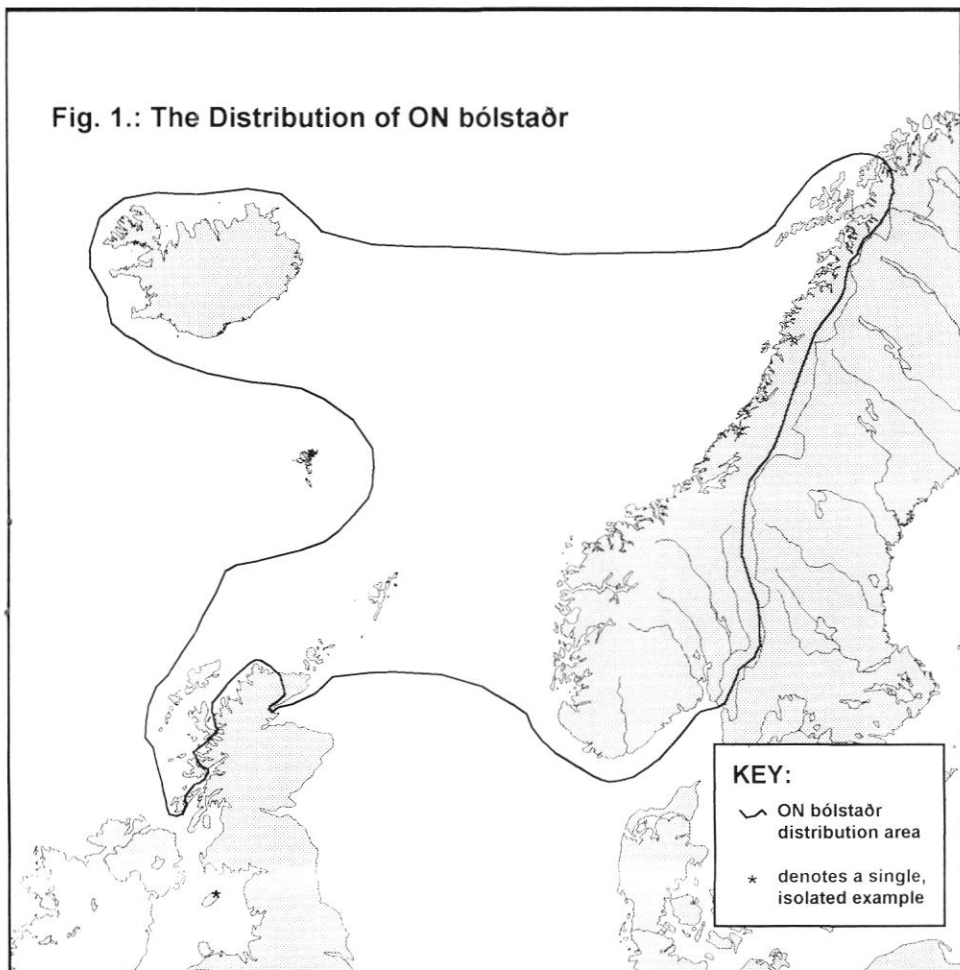 Fig. 1.: The Distribution of ON bólstaðr
KEY:
ON bólstaðr
distribution area
* denotes a single,
isolated example
*